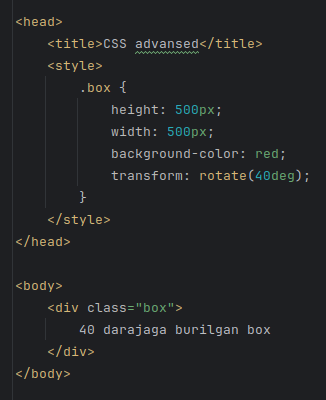 <head>
    <title>CSS advansed</title>
    <style>
        .box {
            height: 500px;
            width: 500px;
            background-color: red;
            transform: rotate(40deg);
        }
    </style>
</head>

<body>
    <div class="box">
        40 darajaga burilgan box
    </div>
</body>